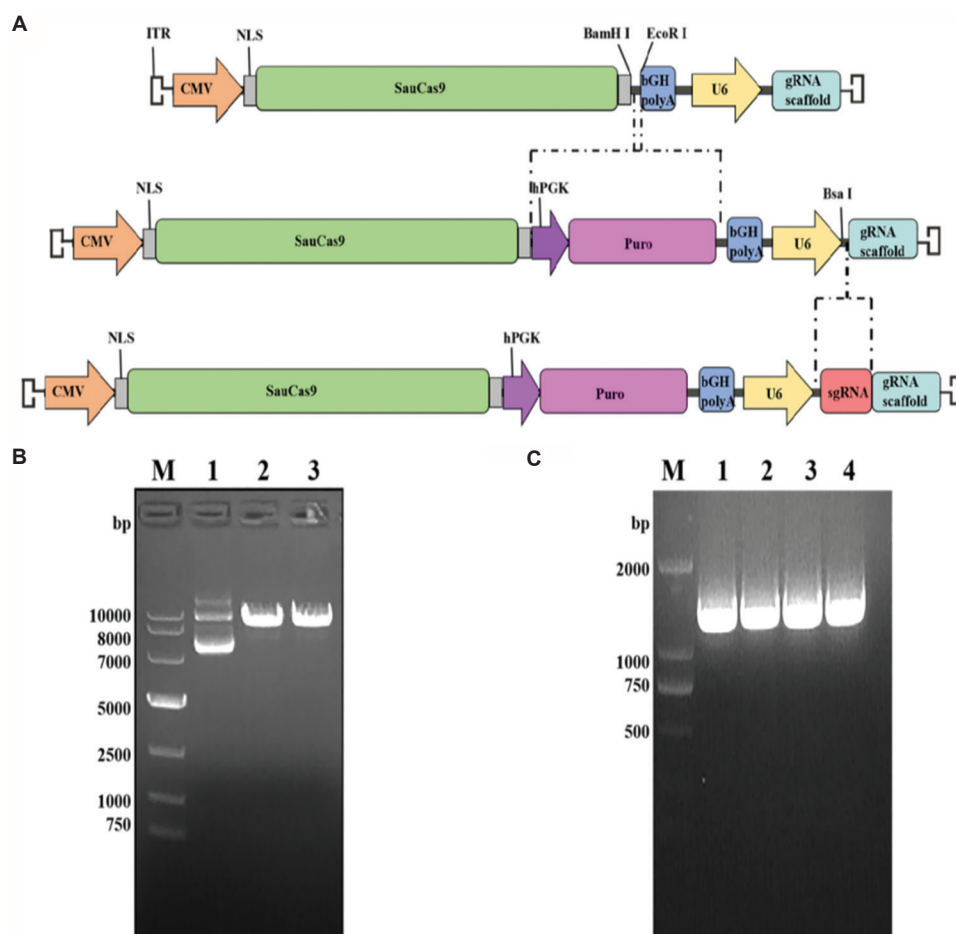 A
ITR
NLS
BamH I
EcoR I
CMV
SauCas9
bGH
polyA
U6
gRNA
scaffold
NLS
hPGK
Bsa I
CMV
SauCas9
Puro
bGH
polyA
U6
gRNA
scaffold
NLS
hPGK
CMV
SauCas9
Puro
bGH
polyA
U6
sgRNA
gRNA
scaffold
B
M 1 2 3
bp
10000
8000
7000
5000
2500
1000
750
C
M 1 2 3 4
bp
2000
1000
750
500